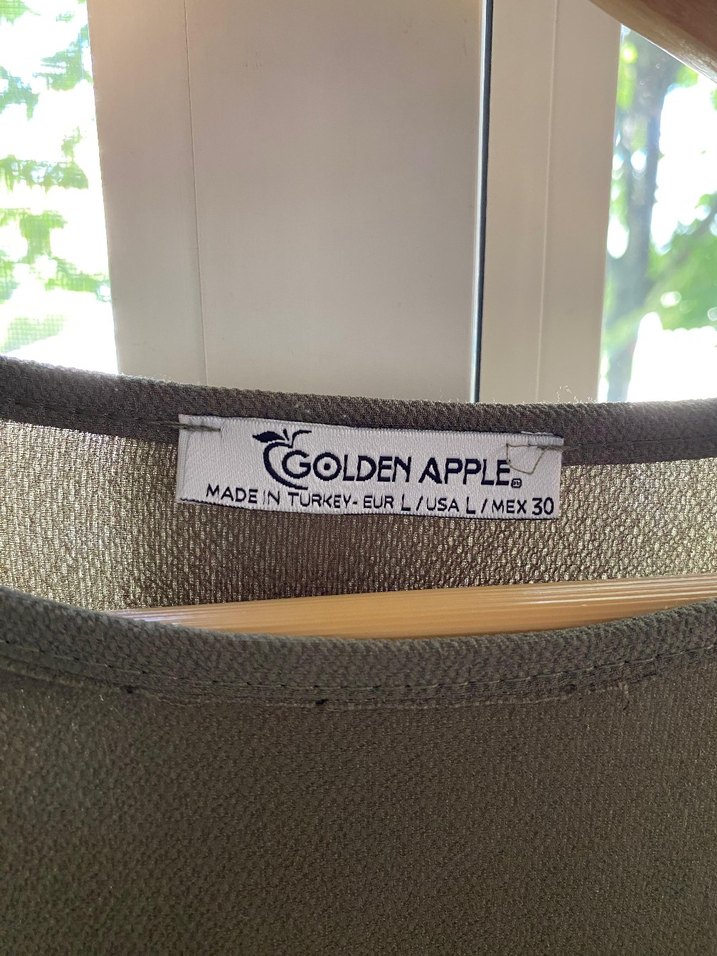 GOLDEN APPLE
MADE IN TURKEY- EUR L / USA L / MEX 30